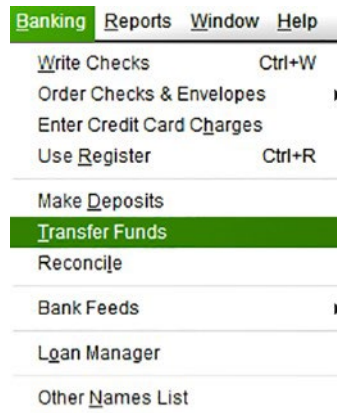 Banking Reports Window Help
Write Checks Ctrl+W
Order Checks & Envelopes
Enter Credit Card Charges
Use Register Ctrl+R
Make Deposits
Transfer Funds
Reconcile
Bank Feeds
Loan Manager
Other Names List